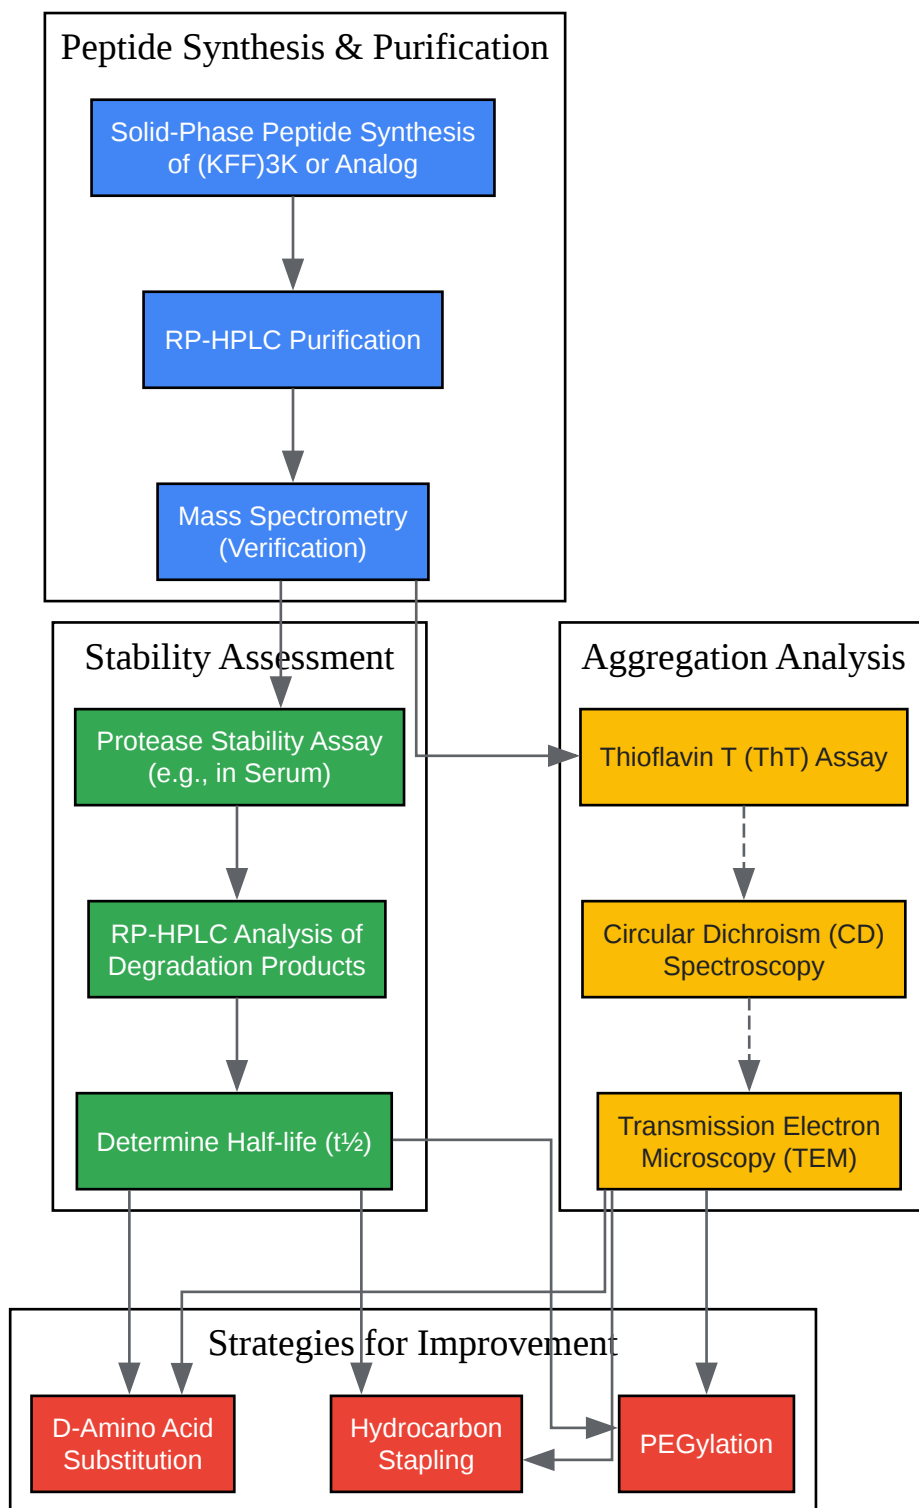 Peptide Synthesis & Purification
Solid-Phase Peptide Synthesis
of (KFF)3K or Analog
RP-HPLC Purification
Mass Spectrometry
(Verification)
Stability Assessment
Protease Stability Assay
(e.g., in Serum)
RP-HPLC Analysis of
Degradation Products
Determine Half-life (t½)
Aggregation Analysis
Thioflavin T (ThT) Assay
Circular Dichroism (CD)
Spectroscopy
Transmission Electron
Microscopy (TEM)
Strategies for Improvement
D-Amino Acid
Substitution
Hydrocarbon
Stapling
PEGylation